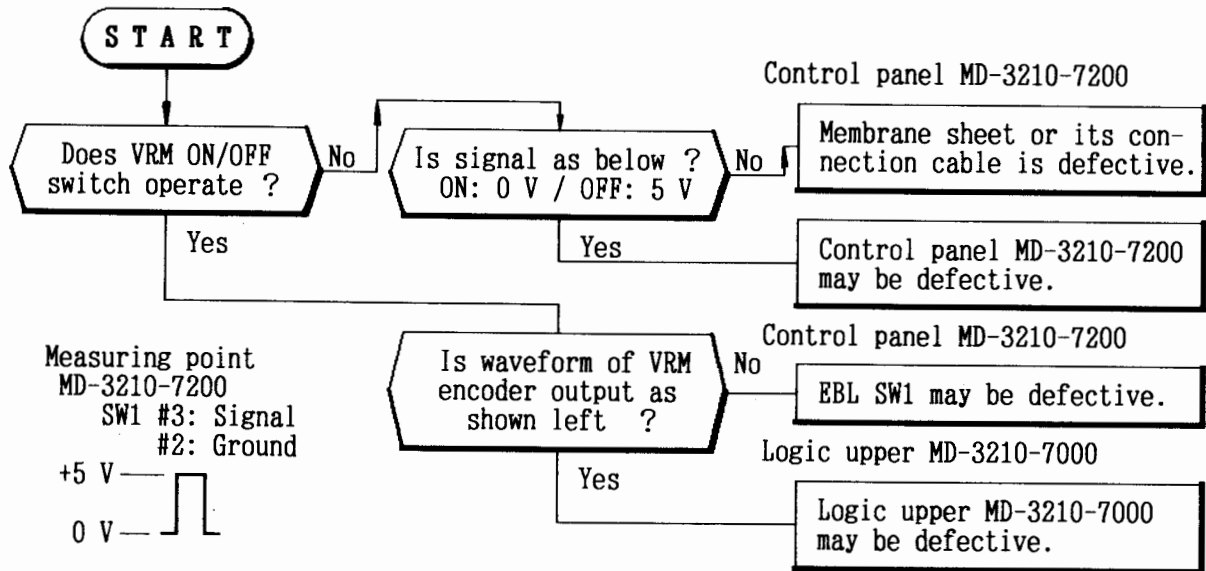 START
Does VRM ON/OFF
switch operate ?
No
Yes
Is signal as below ?
ON: 0 V / OFF: 5 V
No
Yes
Control panel MD-3210-7200
Membrane sheet or its con-
nection cable is defective.
Control panel MD-3210-7200
may be defective.
Measuring point
MD-3210-7200
SW1 #3: Signal
#2: Ground
+5 V
0 V
Is waveform of VRM
encoder output as
shown left ?
No
Yes
Control panel MD-3210-7200
EBL SW1 may be defective.
Logic upper MD-3210-7000
Logic upper MD-3210-7000
may be defective.